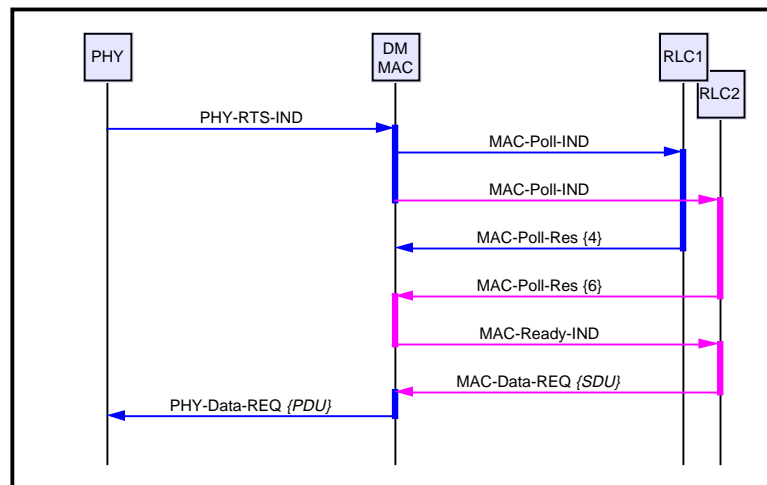 PHY
DM
MAC
RLC1
RLC2
PHY-RTS-IND
MAC-Poll-IND
MAC-Poll-IND
MAC-Poll-Res {4}
MAC-Poll-Res {6}
MAC-Ready-IND
MAC-Data-REQ {SDU}
PHY-Data-REQ {PDU}